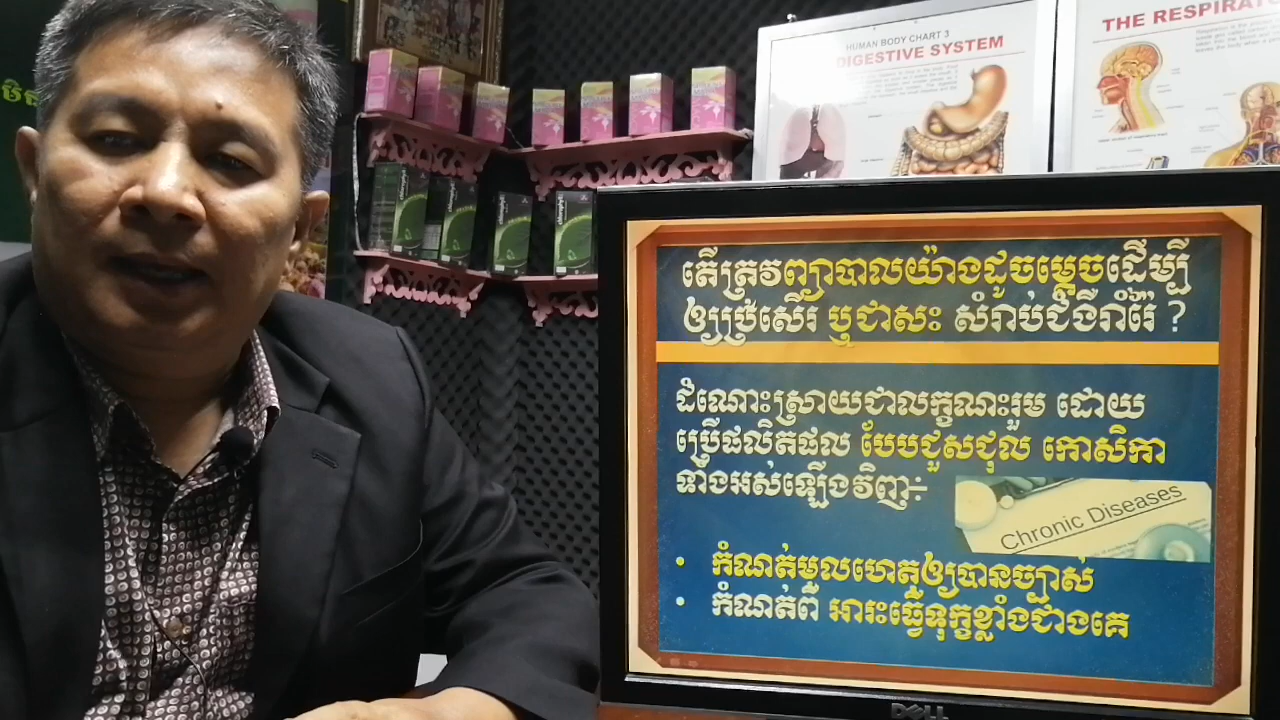 HUMAN BODY CHART 3
DIGESTIVE SYSTEM
THE RESPIRATO
តើត្រូវព្យាបាលយ៉ាងដូចម្តេចដើម្បី
ឲ្យប្រសើរ ឬជាសះ សំរាប់ជំងឺរាំរ៉ៃ ?
ដំណោះស្រាយជាលក្ខណះរួម ដោយ
ប្រើផលិតផល បែបជួសជុល កោសិកា
ទាំងអស់ឡើងវិញ÷
Chronic Diseases
• កំណត់មូលហេតុឲ្យបានច្បាស់
• កំណត់ពី អារះធ្វើទុក្ខខ្លាំងជាងគេ
DELL